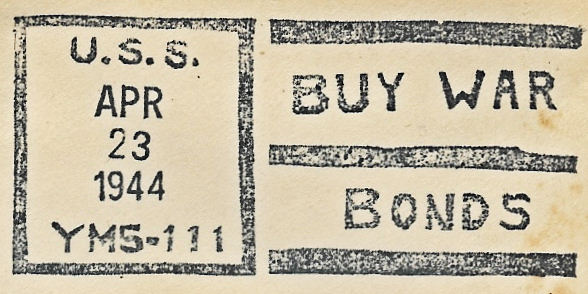 U.S.S.
APR
23
1944
YMS-111
BUY WAR
BONDS